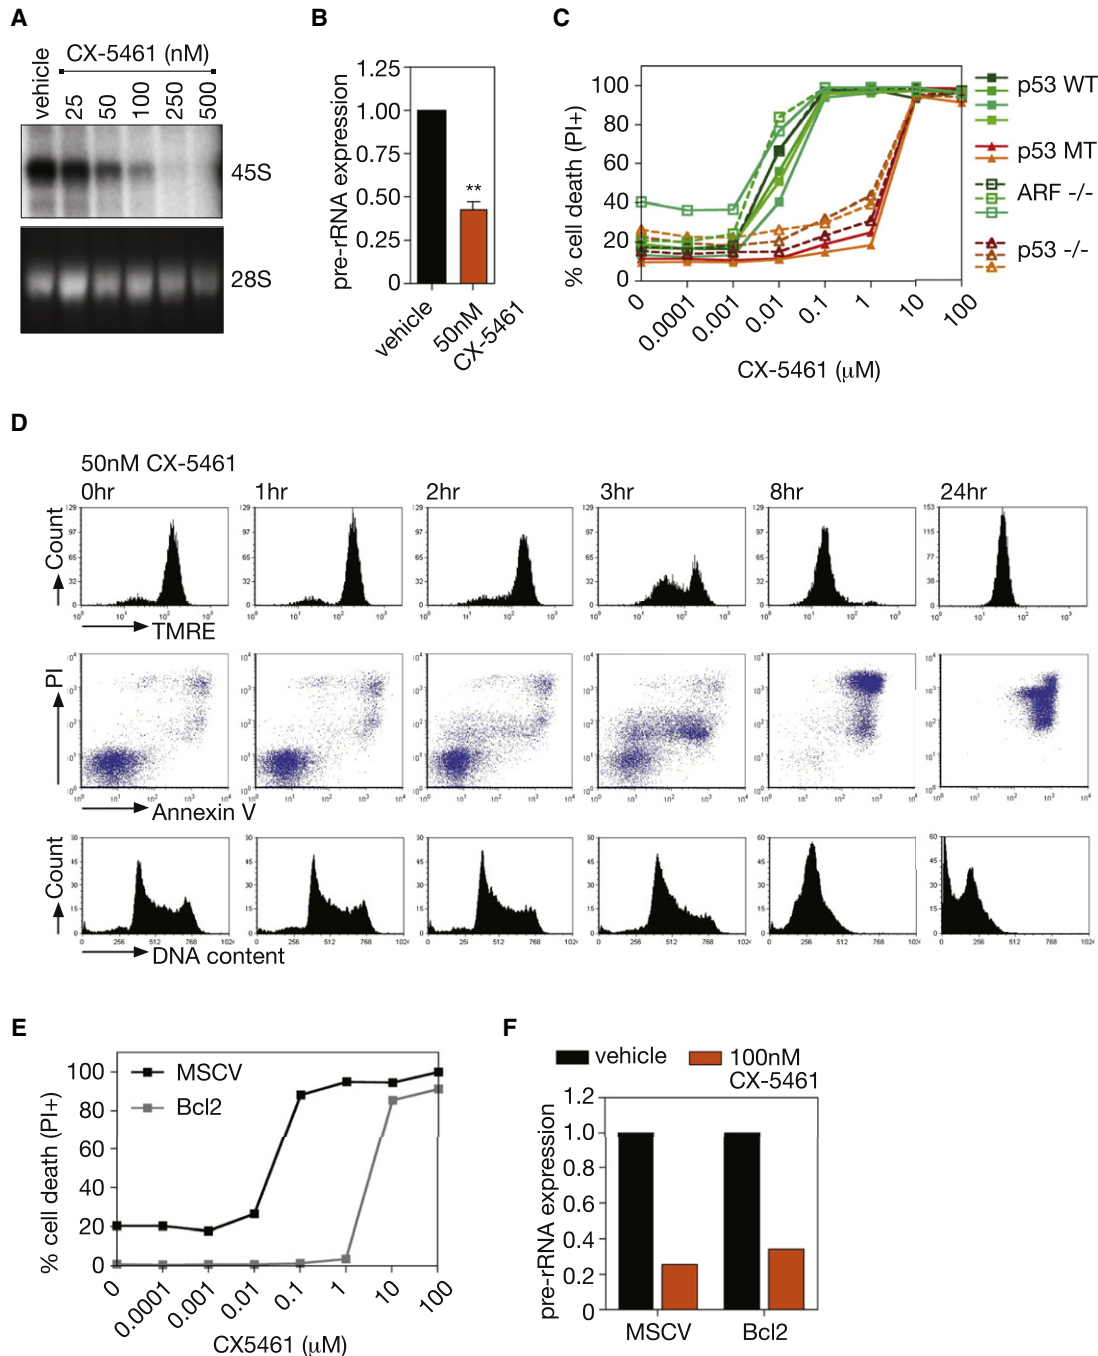 A
vehicle
CX-5461 (nM)
25 50 100 250 500
45S
28S
B
pre-rRNA expression
1.25
1.00
0.75
0.50
0.25
0
**
vehicle
50nM
CX-5461
C
% cell death (PI+)
100
80
60
40
20
0
0 0.0001 0.001 0.01 0.1 1 10 100
CX-5461 (μM)
p53 WT
p53 MT
ARF -/-
p53 -/-
D
50nM CX-5461
0hr 1hr 2hr 3hr 8hr 24hr
Count
TMRE
PI
Annexin V
Count
DNA content
E
% cell death (PI+)
100
80
60
40
20
0
MSCV
Bcl2
0 0.0001 0.001 0.01 0.1 1 10 100
CX5461 (μM)
F
vehicle
100nM
CX-5461
pre-rRNA expression
1.2
1.0
0.8
0.6
0.4
0.2
0
MSCV Bcl2